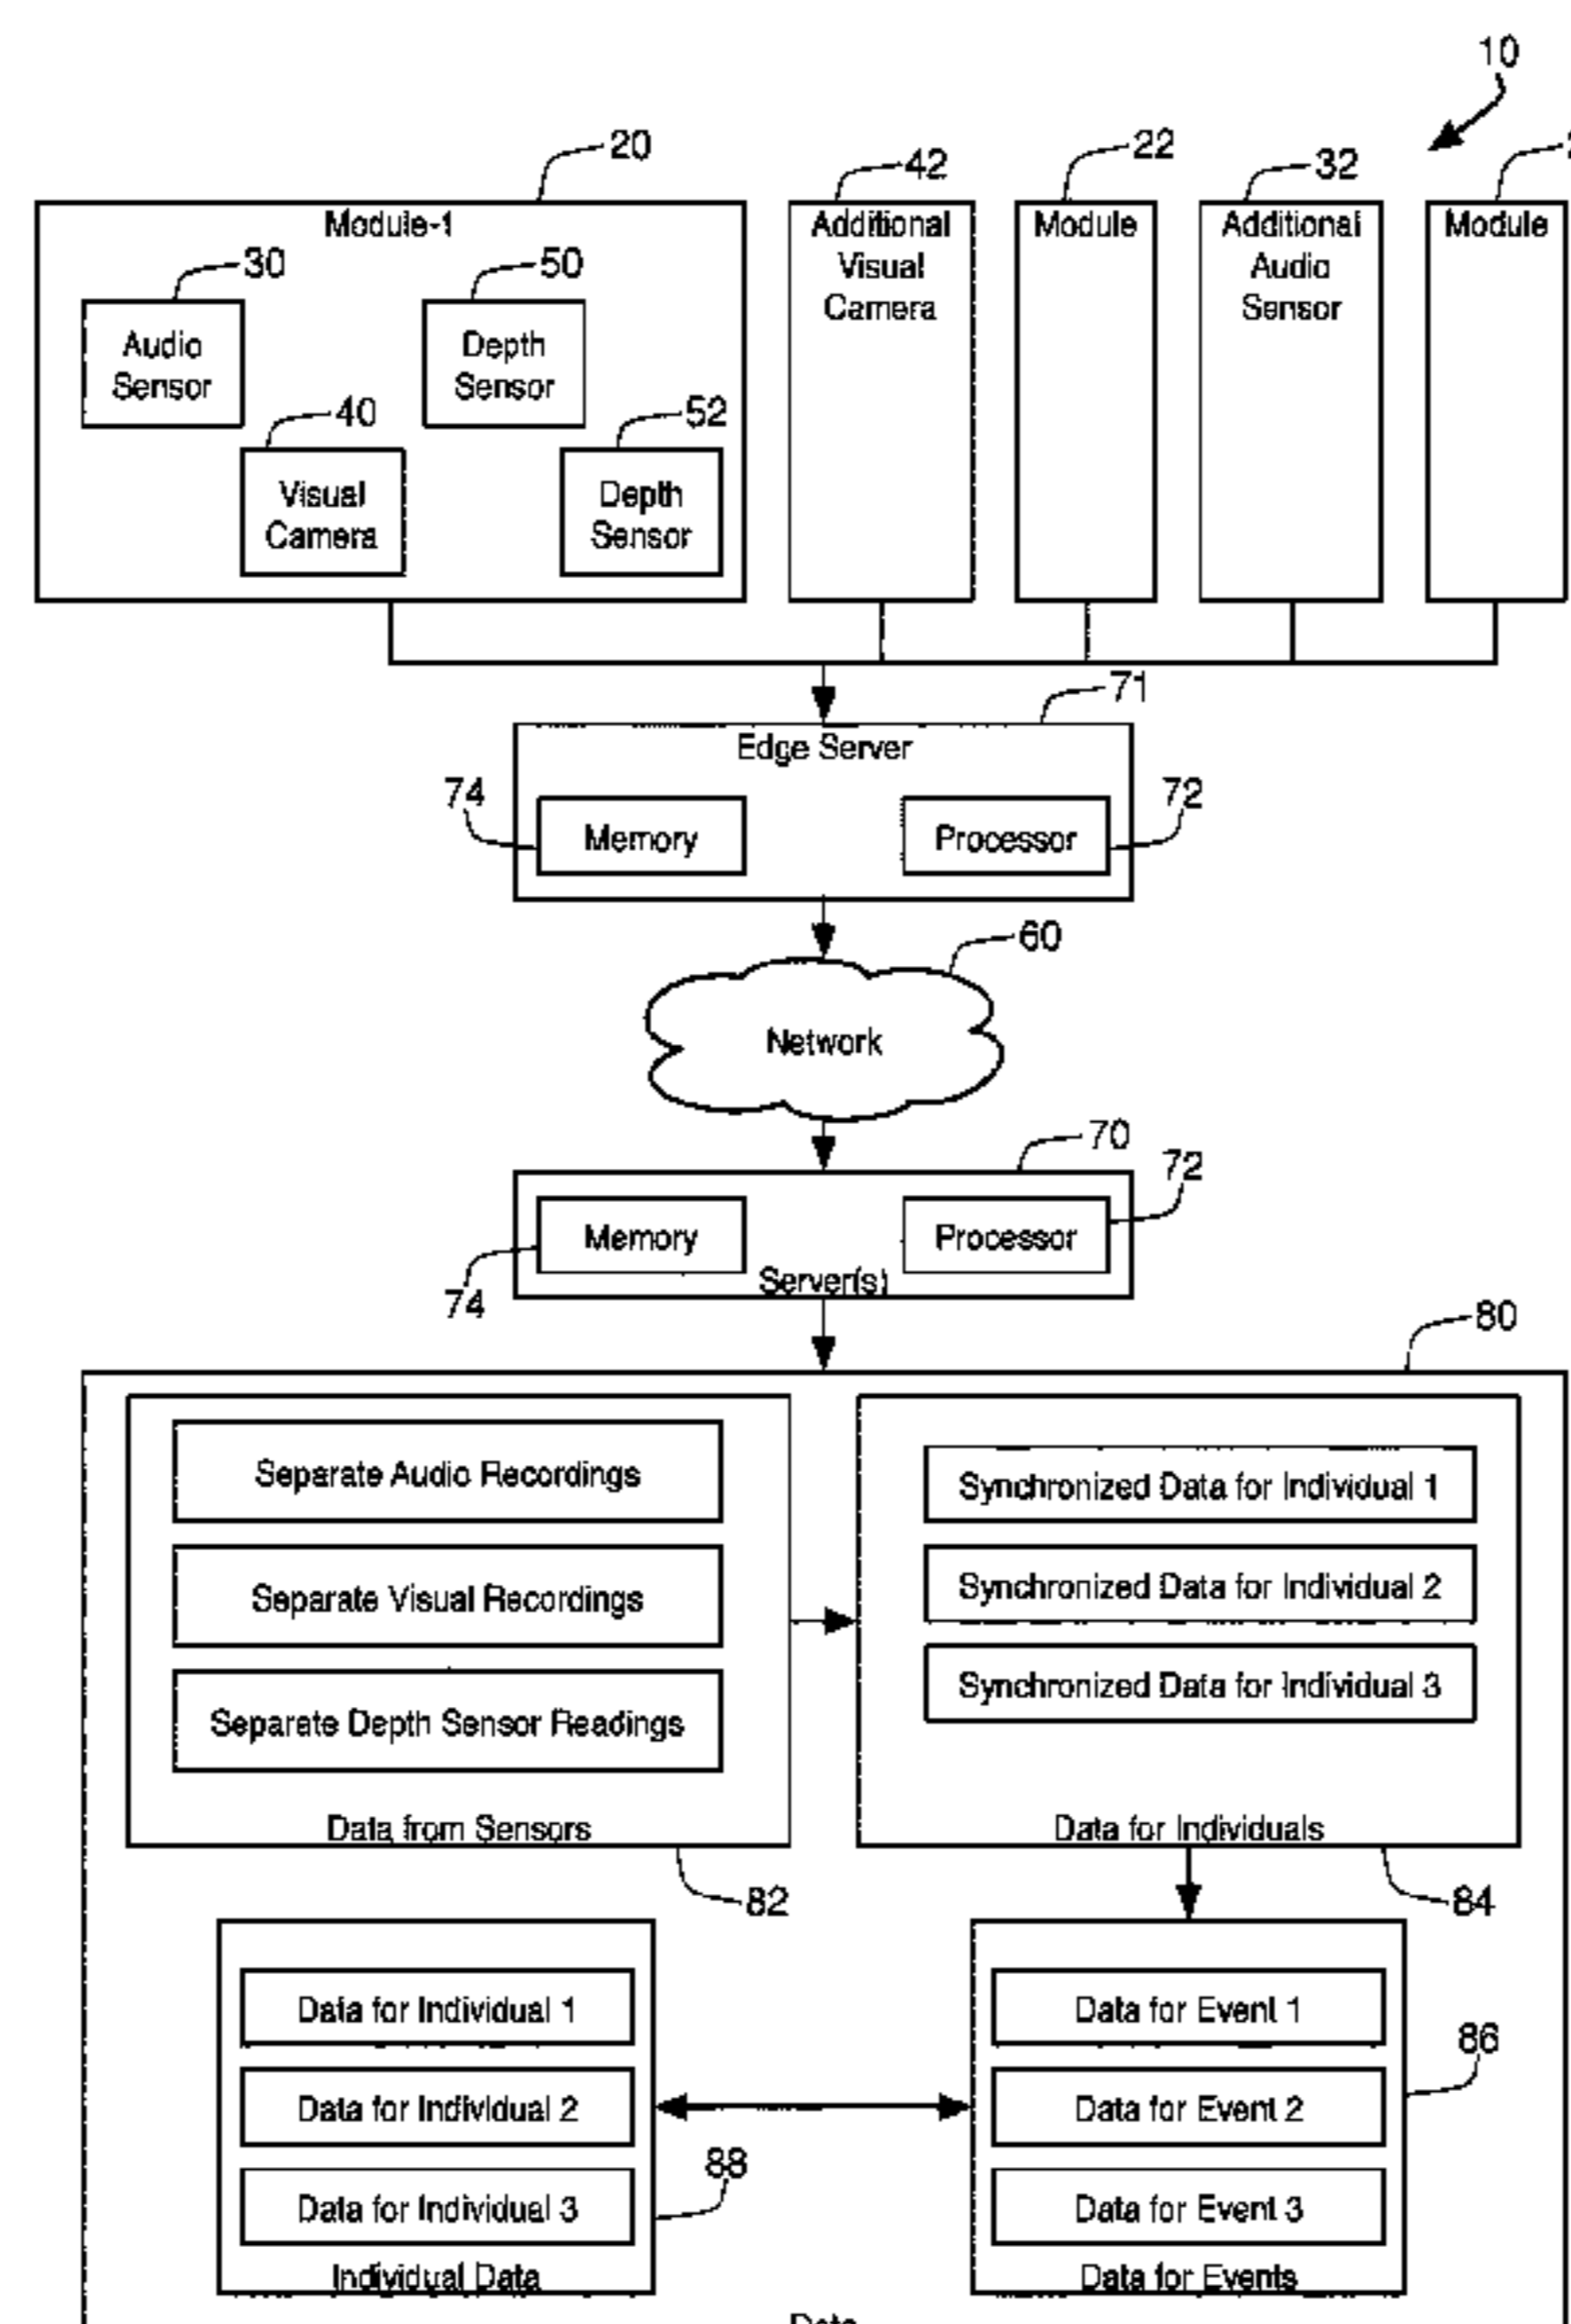 10
20
42
22
32
Module-1
30
50
Audio
Sensor
Depth
Sensor
40
52
Visual
Camera
Depth
Sensor
Additional
Visual
Camera
Module
Additional
Audio
Sensor
Module
71
Edge Server
74
Memory
Processor
72
60
Network
70
72
Memory
Processor
Server(s)
74
80
Separate Audio Recordings
Separate Visual Recordings
Separate Depth Sensor Readings
Data from Sensors
82
Synchronized Data for Individual 1
Synchronized Data for Individual 2
Synchronized Data for Individual 3
Data for Individuals
84
Data for Individual 1
Data for Individual 2
Data for Individual 3
Individual Data
88
Data for Event 1
Data for Event 2
Data for Event 3
Data for Events
86
Data